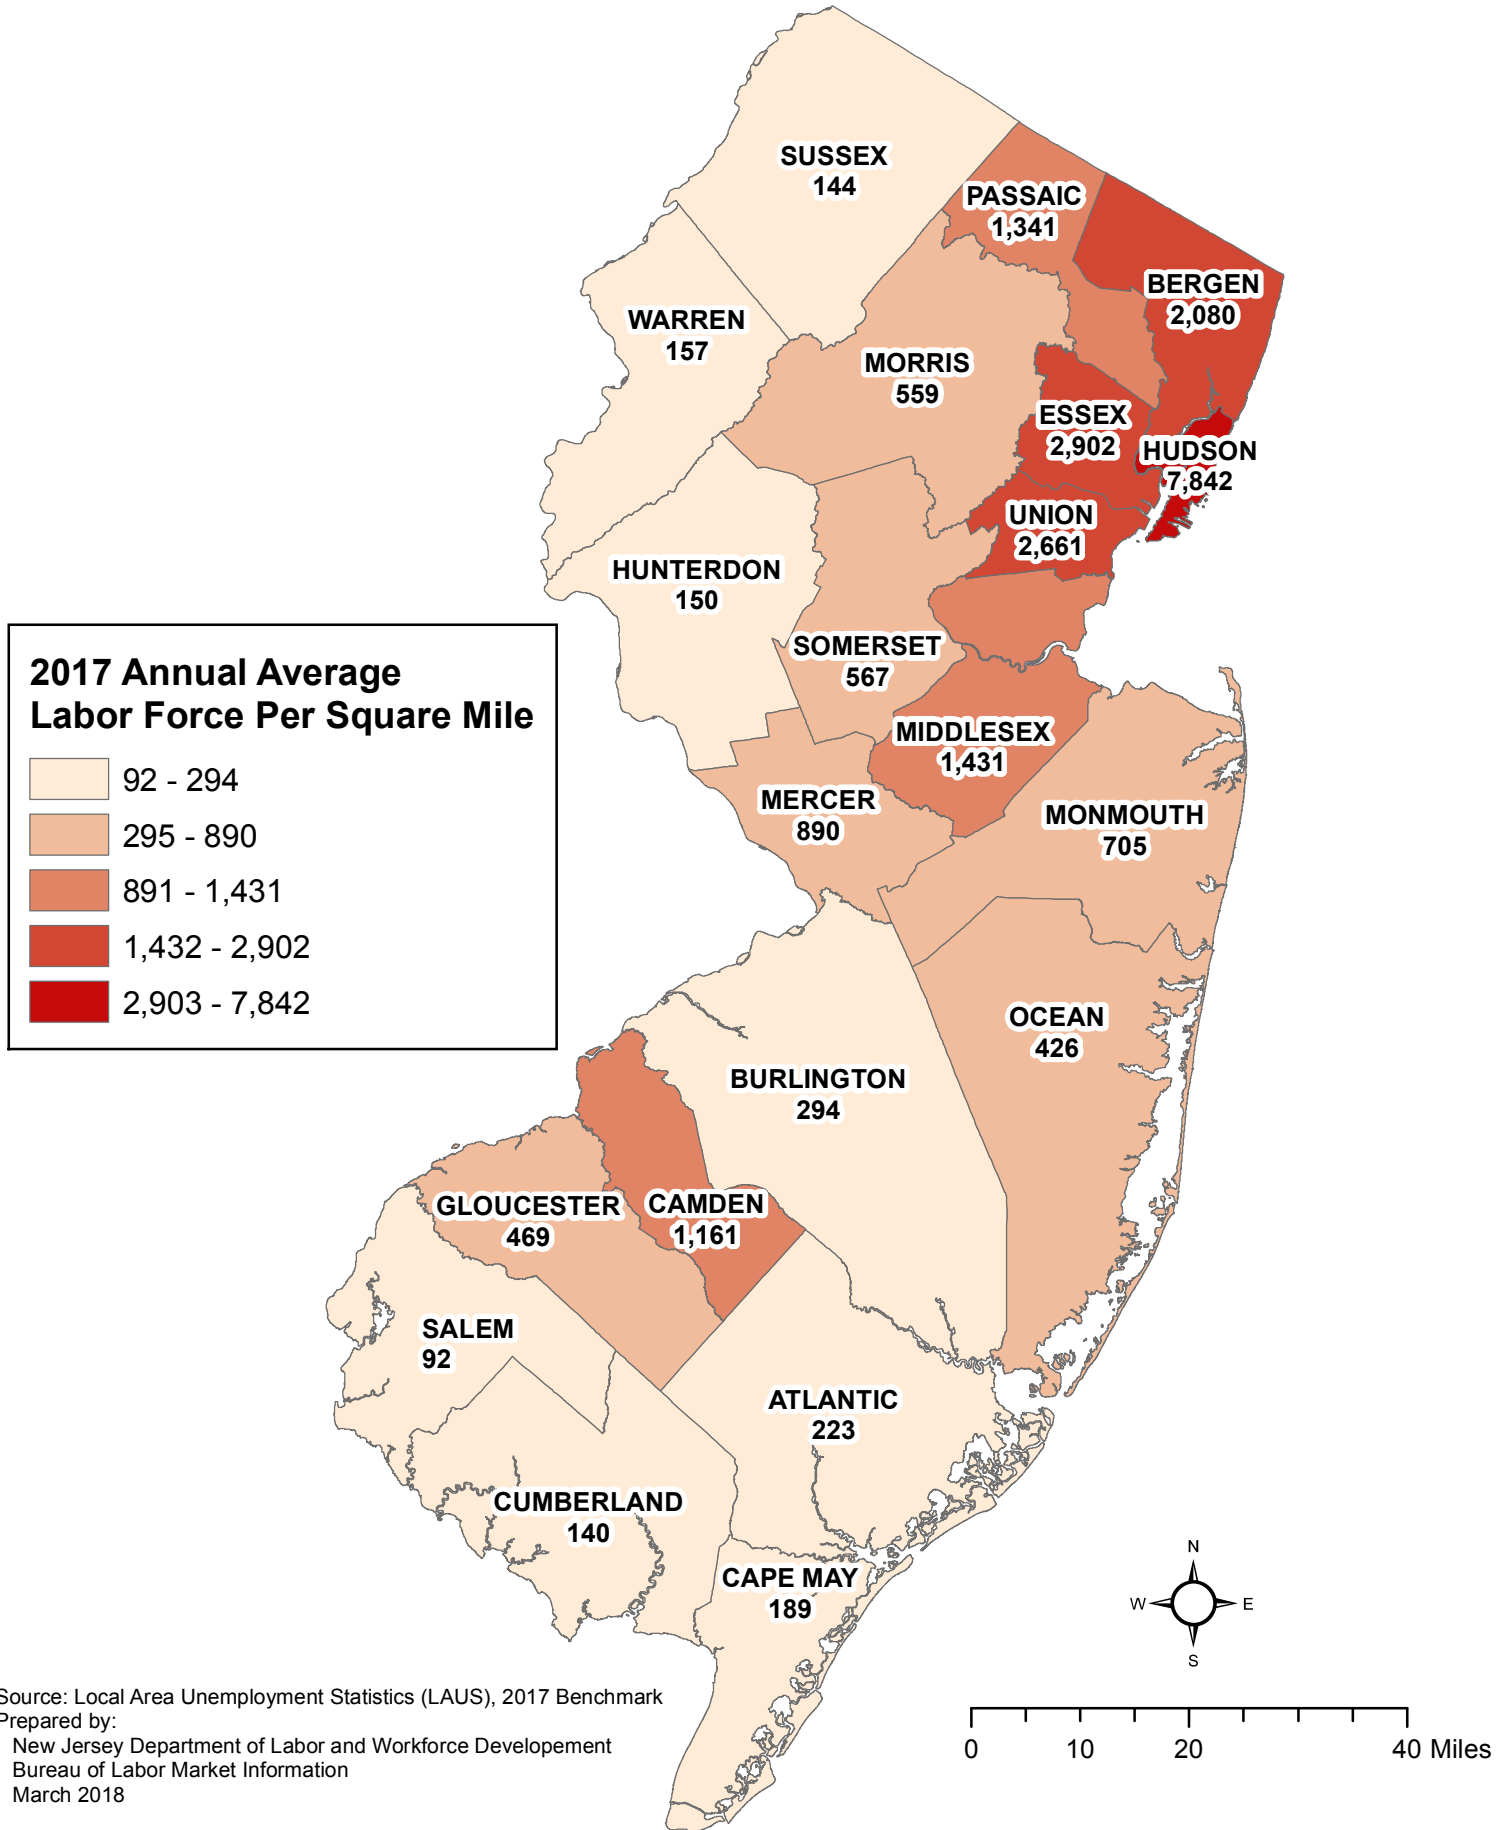 SUSSEX
144
PASSAIC
1,341
BERGEN
2,080
WARREN
157
MORRIS
559
ESSEX
2,902
HUDSON
7,842
UNION
2,661
HUNTERDON
150
SOMERSET
567
2017 Annual Average
Labor Force Per Square Mile
92 - 294
295 - 890
891 - 1,431
1,432 - 2,902
2,903 - 7,842
MIDDLESEX
1,431
MERCER
890
MONMOUTH
705
OCEAN
426
BURLINGTON
294
GLOUCESTER
469
CAMDEN
1,161
SALEM
92
ATLANTIC
223
CUMBERLAND
140
CAPE MAY
189
N
W E
S
Source: Local Area Unemployment Statistics (LAUS), 2017 Benchmark
Prepared by:
New Jersey Department of Labor and Workforce Developement
Bureau of Labor Market Information
March 2018
0 10 20 40 Miles